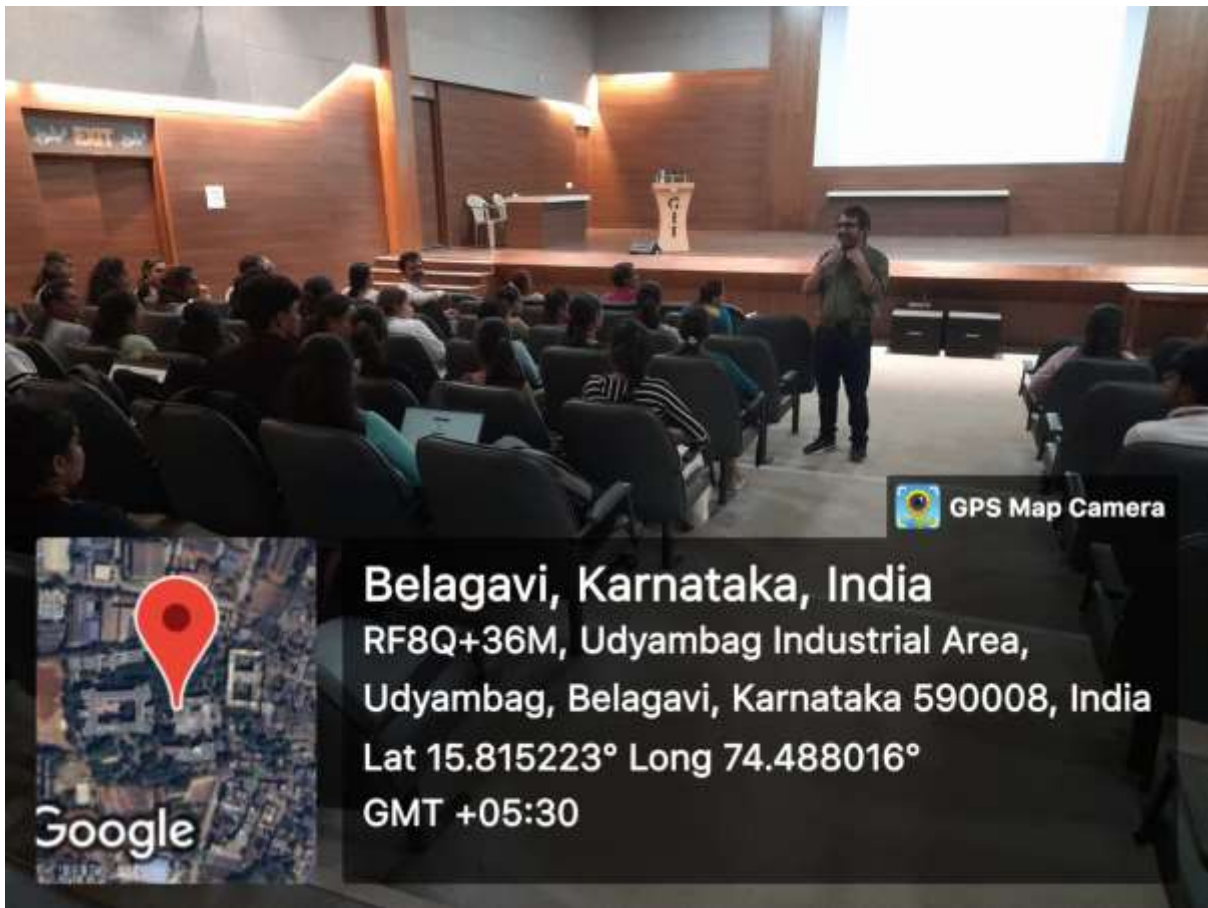 EXIT
GIT
GPS Map Camera
Belagavi, Karnataka, India
RF8Q+36M, Udyambag Industrial Area,
Udyambag, Belagavi, Karnataka 590008, India
Lat 15.815223° Long 74.488016°
GMT +05:30
Google